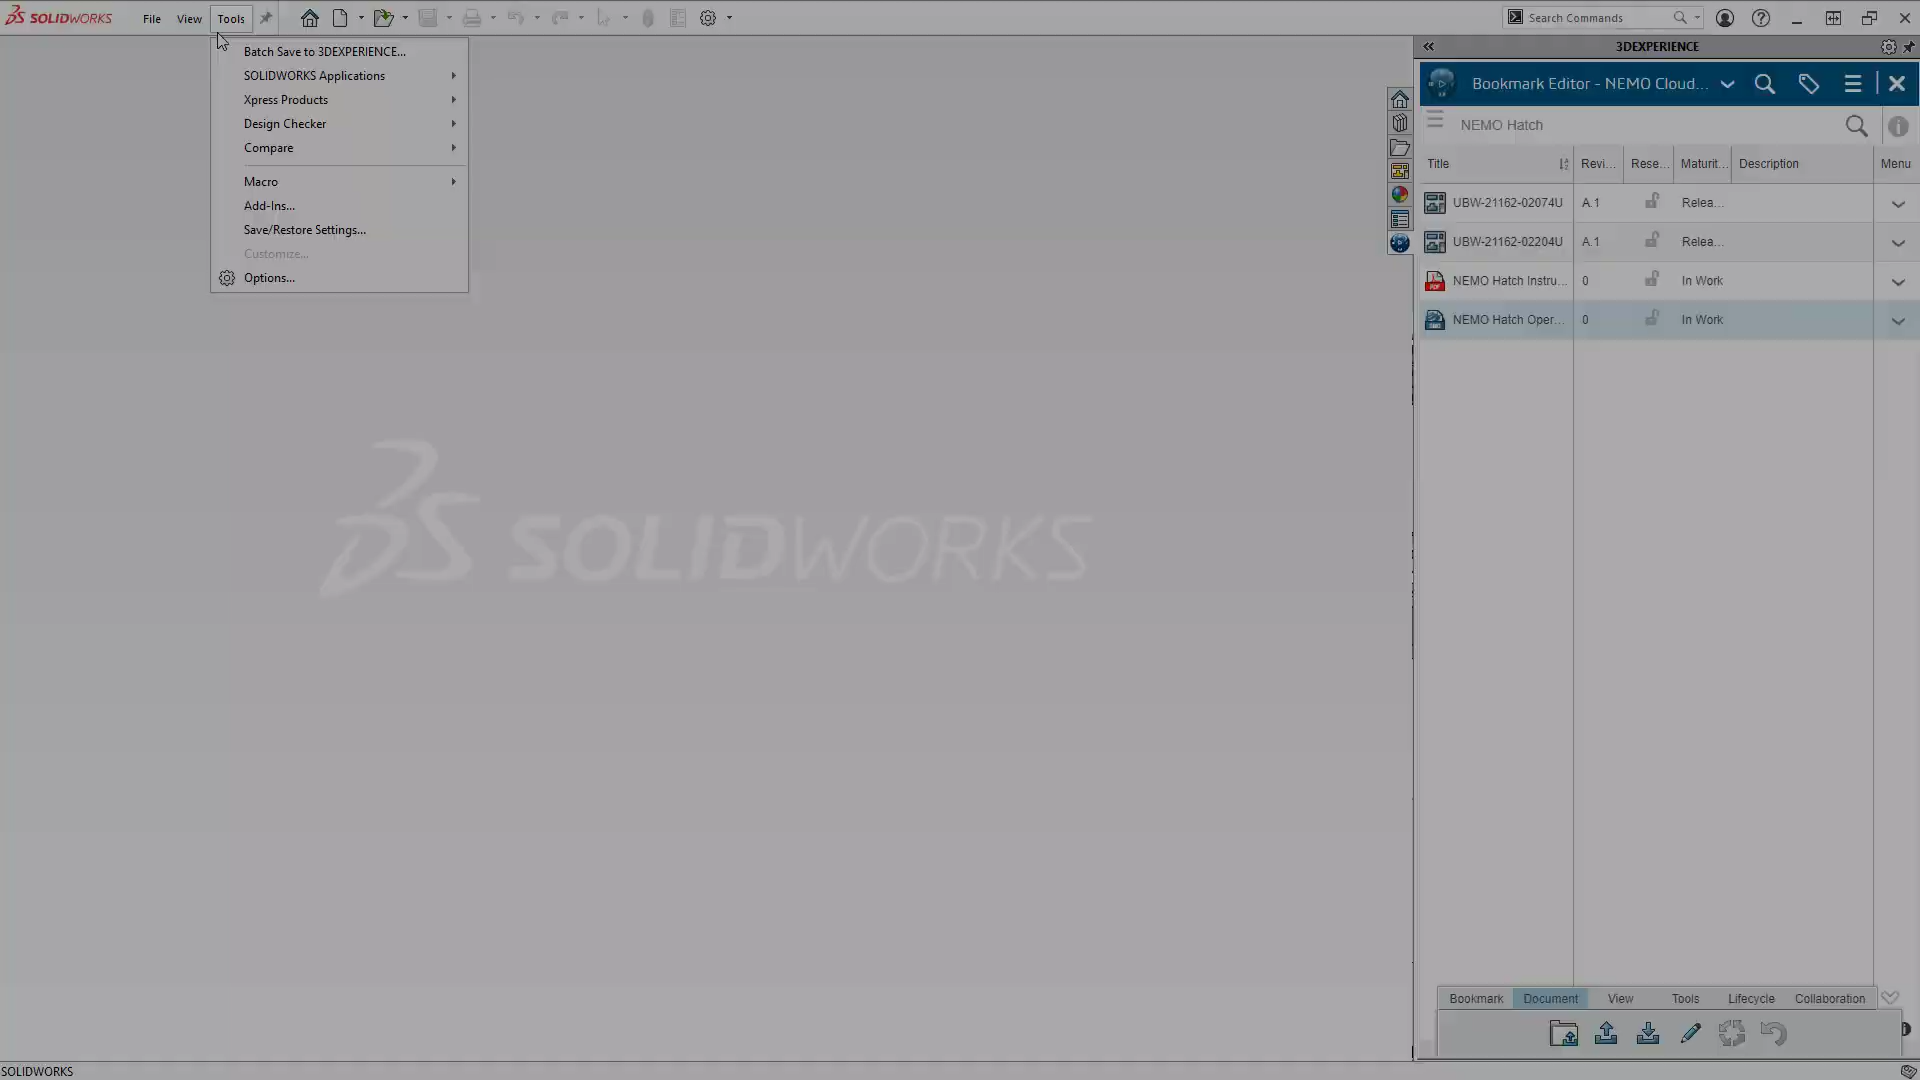 SOLIDWORKS
File
View
Tools
Search Commands
Batch Save to 3DEXPERIENCE...
SOLIDWORKS Applications
Xpress Products
Design Checker
Compare
Macro
Add-Ins...
Save/Restore Settings...
Customize...
Options...
SOLIDWORKS
3DEXPERIENCE
Bookmark Editor - NEMO Cloud...
NEMO Hatch
Title Revi... Rese... Maturit... Description Menu
UBW-21162-02074U A.1 Relea...
UBW-21162-02204U A.1 Relea...
NEMO Hatch Instru... 0 In Work
NEMO Hatch Oper... 0 In Work
Bookmark Document View Tools Lifecycle Collaboration
SOLIDWORKS